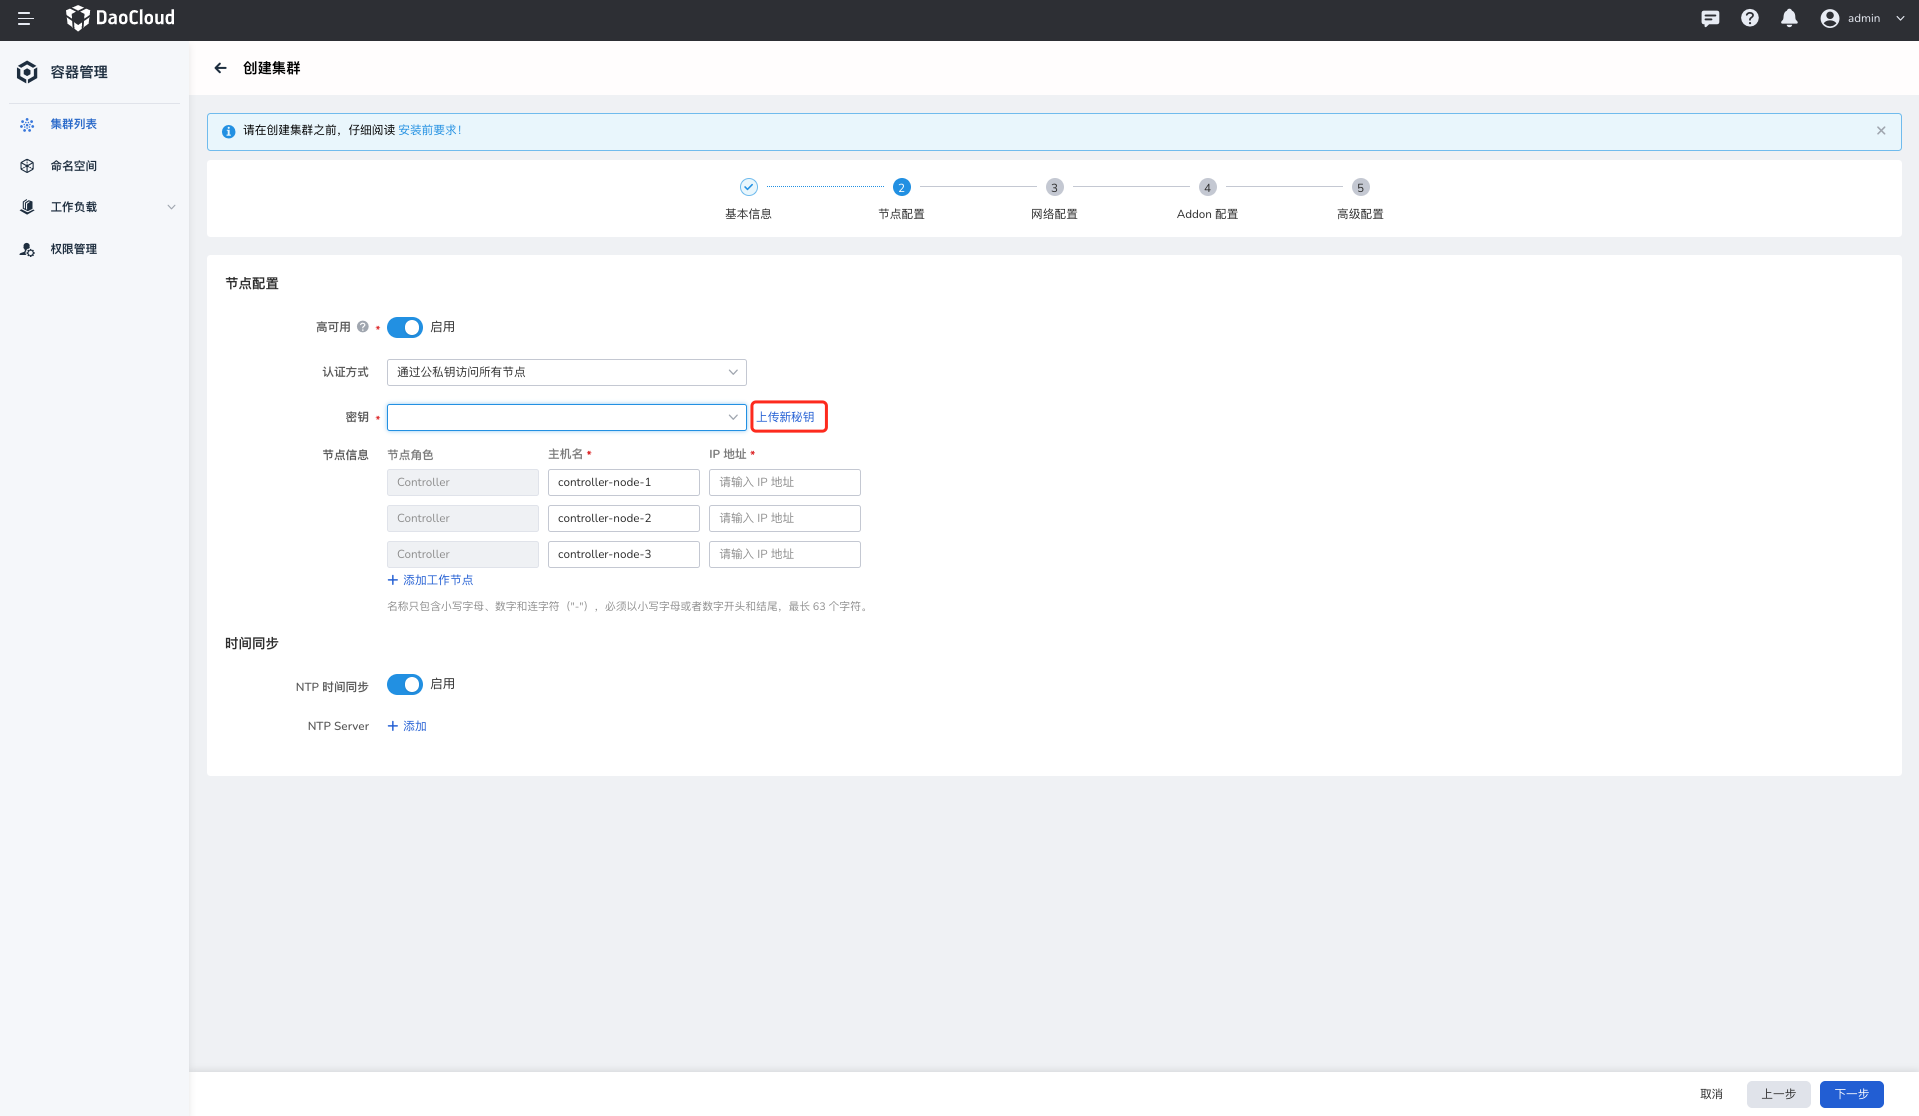 DaoCloud
admin
容器管理
集群列表
命名空间
工作负载
权限管理
创建集群
请在创建集群之前，仔细阅读 安装前要求！
2 3 4 5
基本信息 节点配置 网络配置 Addon 配置 高级配置
节点配置
高可用 ? * 启用
认证方式 通过公私钥访问所有节点
密钥 * 上传新秘钥
节点信息 节点角色 主机名 * IP 地址 *
Controller controller-node-1 请输入 IP 地址
Controller controller-node-2 请输入 IP 地址
Controller controller-node-3 请输入 IP 地址
+ 添加工作节点
名称只包含小写字母、数字和连字符（"-"），必须以小写字母或者数字开头和结尾，最长 63 个字符。
时间同步
NTP 时间同步 启用
NTP Server + 添加
取消 上一步 下一步